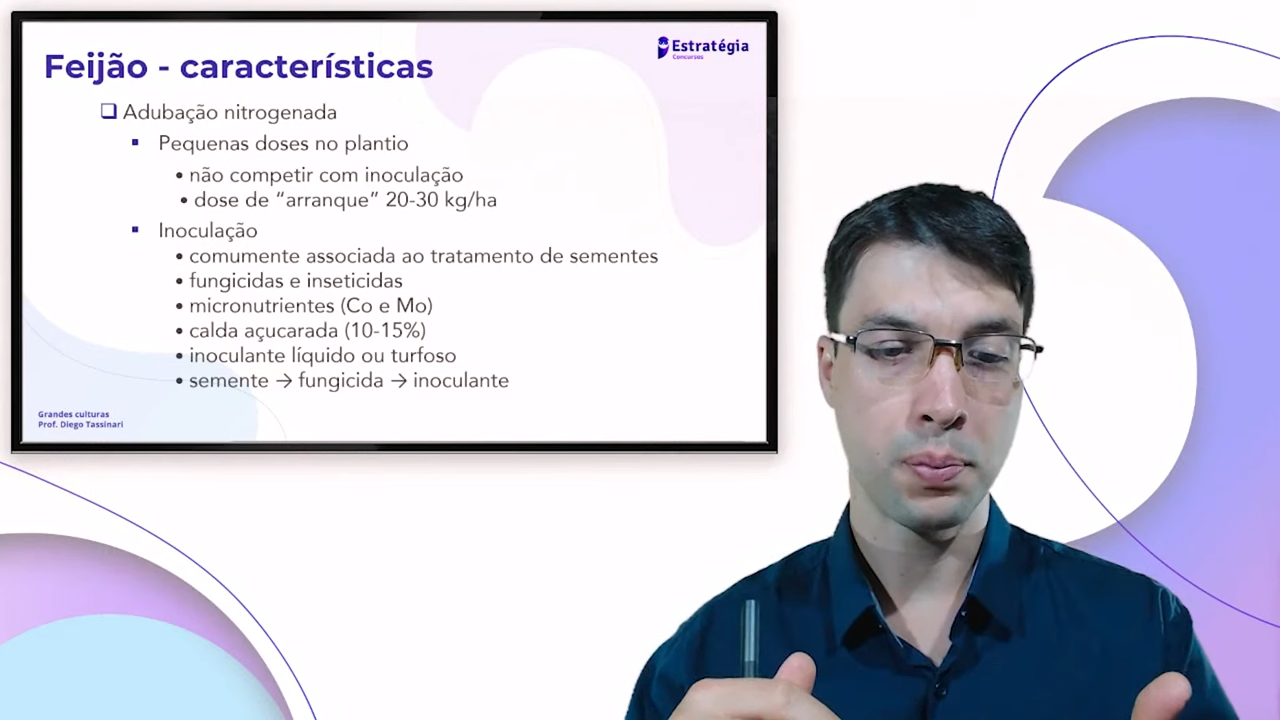 Estratégia
Concursos
Feijão - características
Adubação nitrogenada
Pequenas doses no plantio
não competir com inoculação
dose de “arranque” 20-30 kg/ha
Inoculação
comumente associada ao tratamento de sementes
fungicidas e inseticidas
micronutrientes (Co e Mo)
calda açucarada (10-15%)
inoculante líquido ou turfoso
semente → fungicida → inoculante
Grandes culturas
Prof. Diego Tassinari